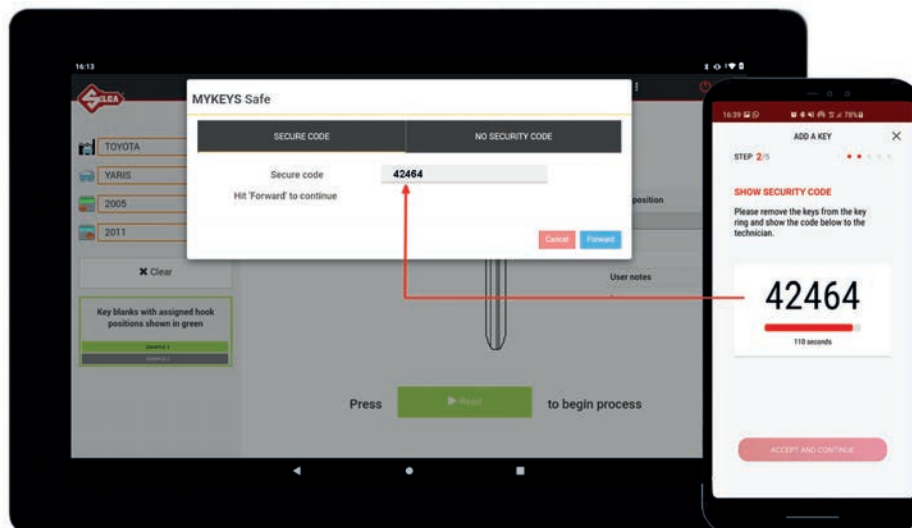 16:13
SILCA
MYKEYS Safe
SECURE CODE
NO SECURITY CODE
Secure code
42464
Hit 'Forward' to continue
Cancel
Forward
TOYOTA
YARIS
2005
2011
Clear
Key blanks with assigned hook
positions shown in green
position
User notes
Press
Read
to begin process
16:29
78%
ADD A KEY
STEP 2/5
SHOW SECURITY CODE
Please remove the keys from the key
ring and show the code below to the
technician.
42464
110 seconds
ACCEPT AND CONTINUE